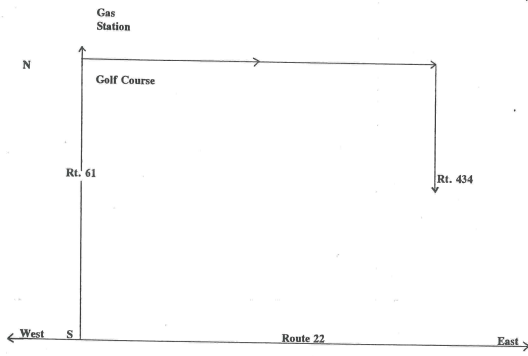 Gas
Station
N
Golf Course
Rt. 61
Rt. 434
West
S
Route 22
East